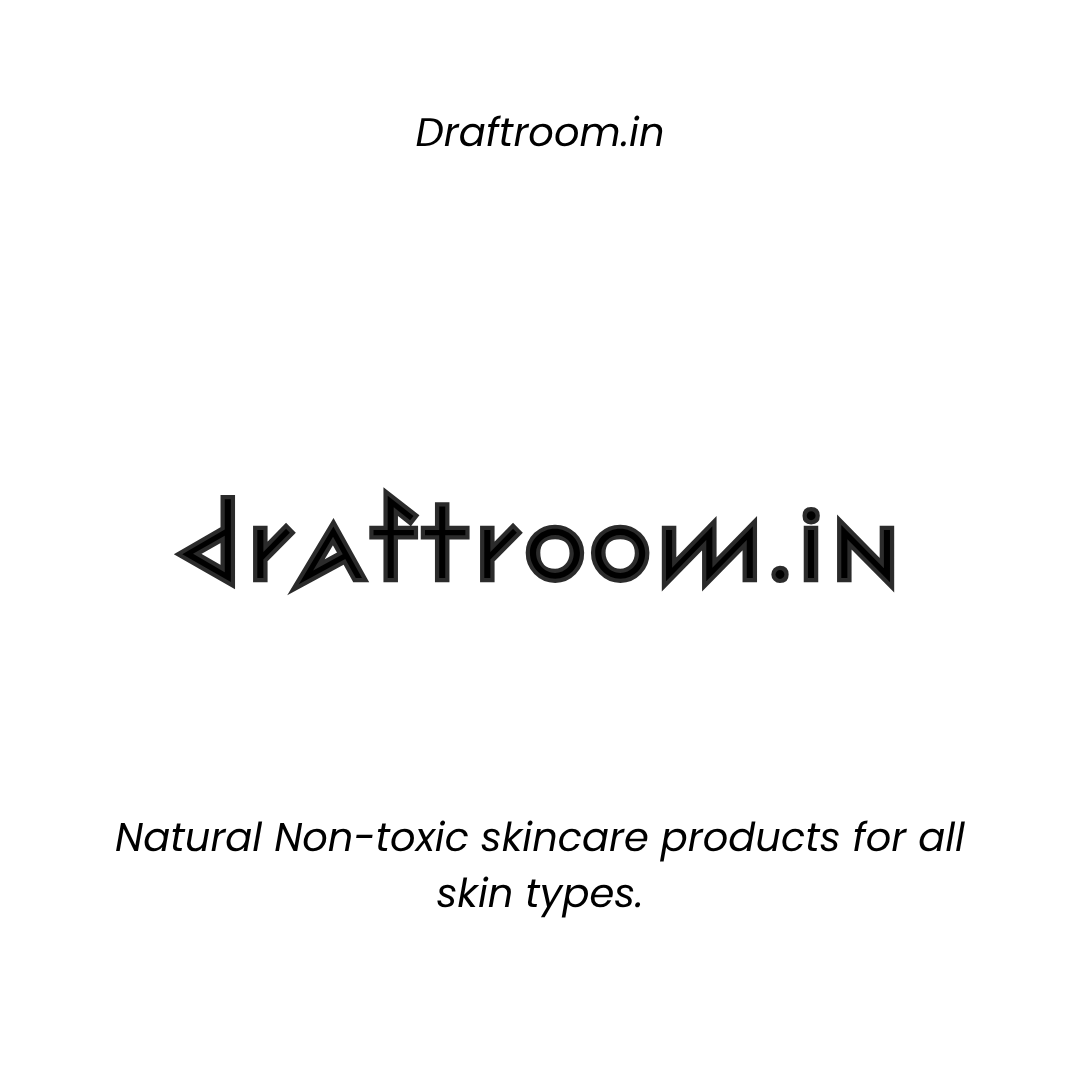 Draftroom.in
draftroom.in
Natural Non-toxic skincare products for all
skin types.